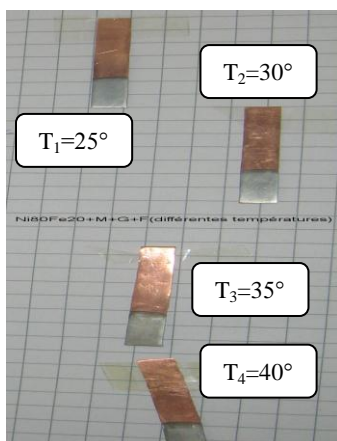 T₂=30°
T₁=25°
Ni80Fe20+M+G+F(différentes températures)
T₃=35°
T₄=40°